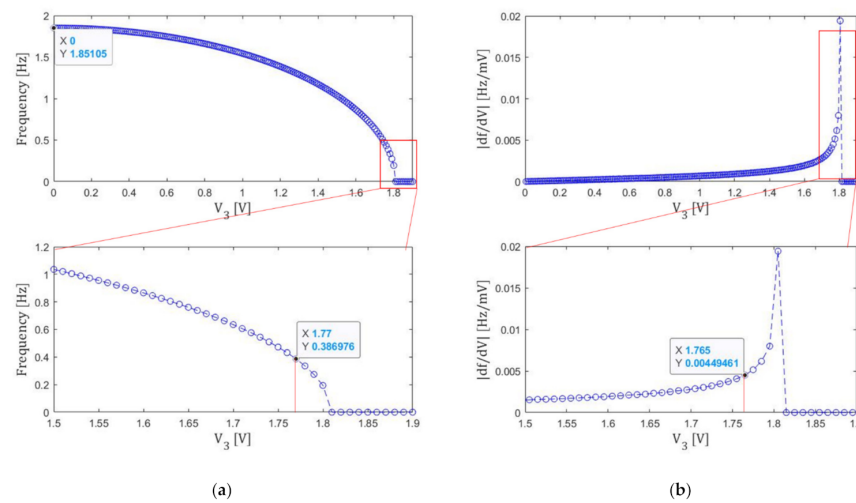 2
1.5
1
0.5
0
Frequency [Hz]
X 0
Y 1.85105
0 0.2 0.4 0.6 0.8 1 1.2 1.4 1.6 1.8
V3 [V]
1.2
1
0.8
0.6
0.4
0.2
0
Frequency [Hz]
X 1.77
Y 0.386976
1.5 1.55 1.6 1.65 1.7 1.75 1.8 1.85 1.9
V3 [V]
(a)
0.02
0.015
0.01
0.005
0
|df/dV| [Hz/mV]
0 0.2 0.4 0.6 0.8 1 1.2 1.4 1.6 1.8
V3 [V]
0.02
0.015
0.01
0.005
0
|df/dV| [Hz/mV]
X 1.765
Y 0.00449461
1.5 1.55 1.6 1.65 1.7 1.75 1.8 1.85 1.9
V3 [V]
(b)